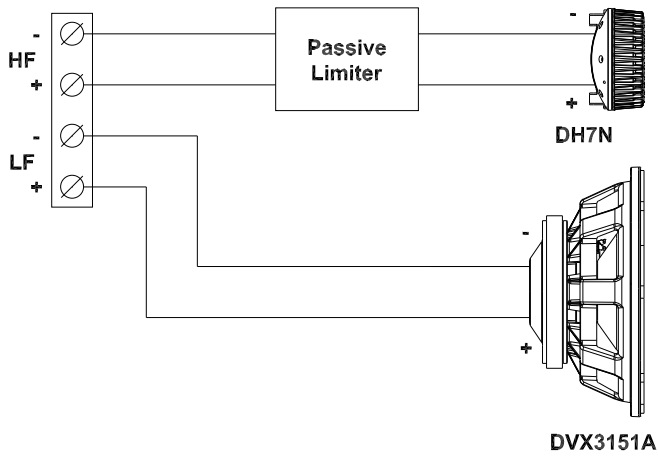 -
HF
+
-
LF
+
Passive
Limiter
-
+
DH7N
-
+
DVX3151A